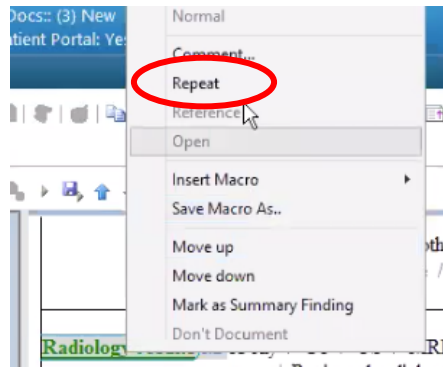 Docs:: (3) New
tient Portal: Ye
Normal
Comment...
Repeat
Reference
Open
Insert Macro
Save Macro As..
Move up
Move down
Mark as Summary Finding
Don't Document
Radiology